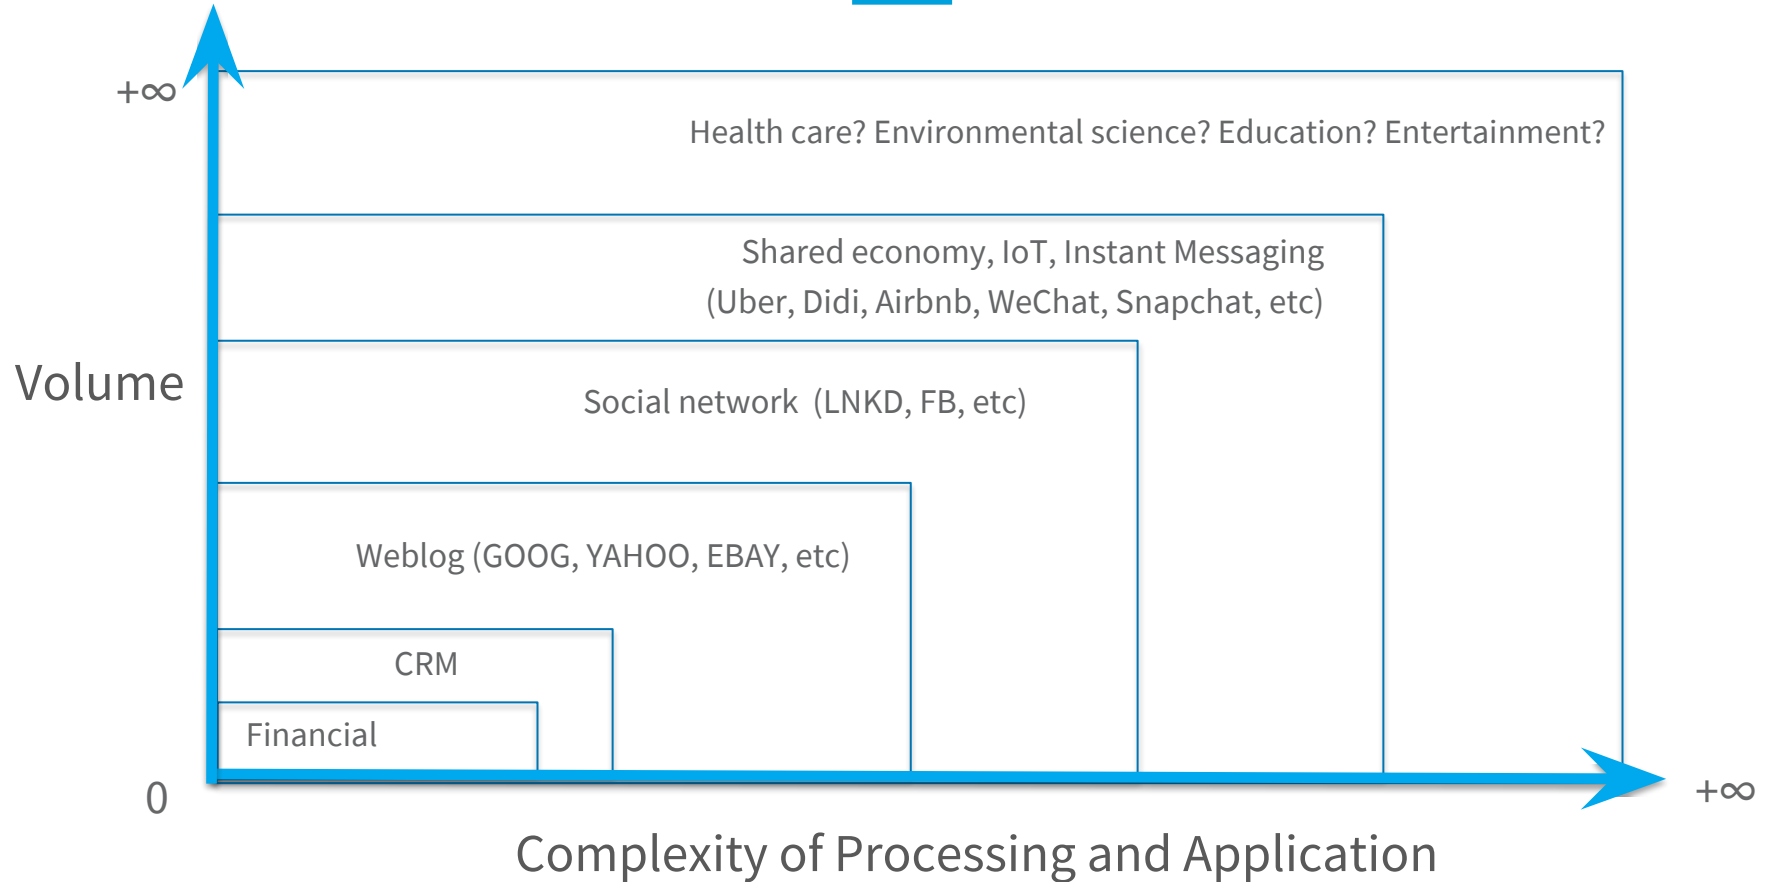 +∞
Health care? Environmental science? Education? Entertainment?
Shared economy, IoT, Instant Messaging
(Uber, Didi, Airbnb, WeChat, Snapchat, etc)
Volume
Social network (LNKD, FB, etc)
Weblog (GOOG, YAHOO, EBAY, etc)
CRM
Financial
0
+∞
Complexity of Processing and Application